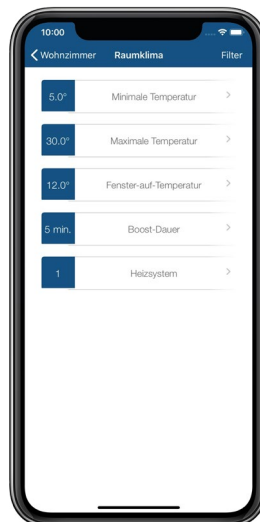 10:00
Wohnzimmer Raumklima Filter
5.0° Minimale Temperatur
30.0° Maximale Temperatur
12.0° Fenster-auf-Temperatur
5 min. Boost-Dauer
1 Heizsystem